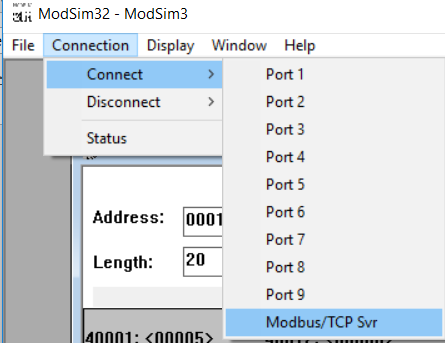 ModSim32 - ModSim3
File Connection Display Window Help
Connect
Disconnect
Status
Port 1
Port 2
Port 3
Port 4
Port 5
Port 6
Port 7
Port 8
Port 9
Modbus/TCP Svr
Address: 0001
Length: 20
40001: <00005>